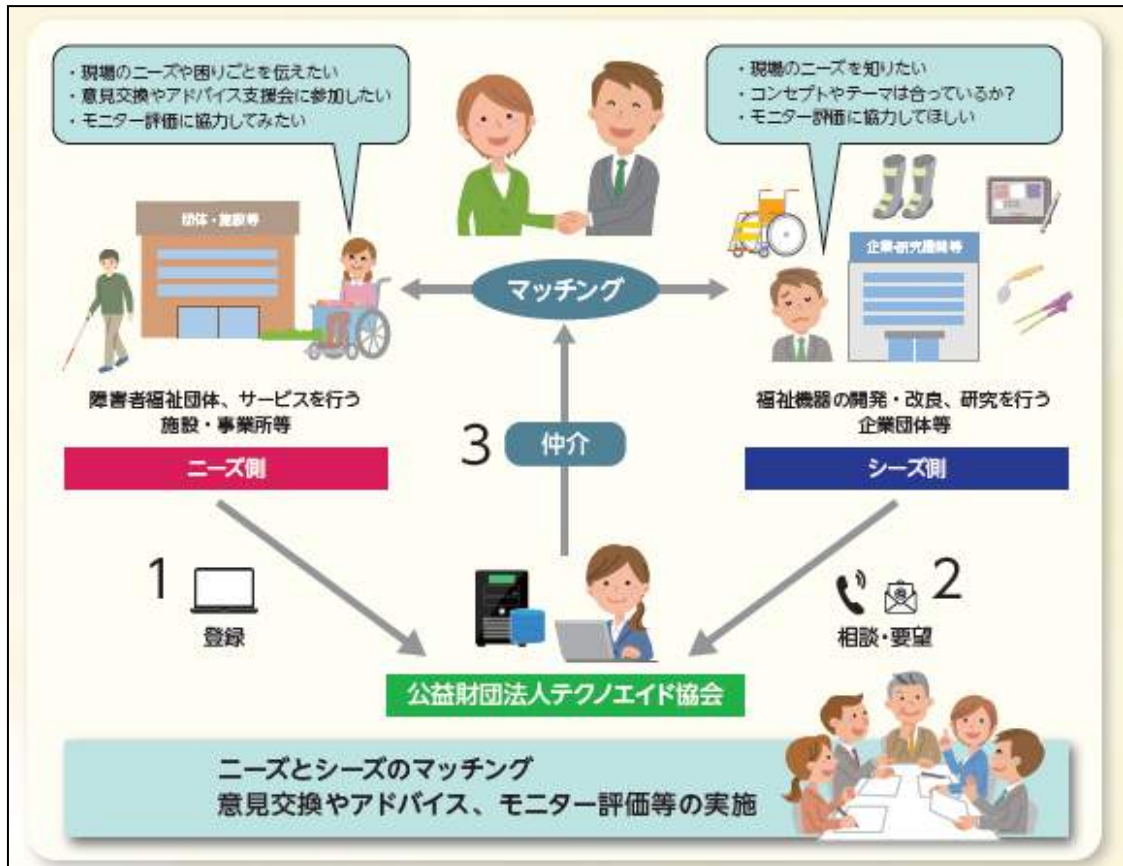 ・現場のニーズや困りごとを伝えたい
・意見交換やアドバイス支援会に参加したい
・モニター評価に協力してみたい
・現場のニーズを知りたい
・コンセプトやテーマは合っているか?
・モニター評価に協力してほしい
団体・施設等
企業・研究機関等
マッチング
障害者福祉団体、サービスを行う
施設・事業所等
ニーズ側
福祉機器の開発・改良、研究を行う
企業団体等
シーズ側
3
仲介
1
登録
2
相談・要望
公益財団法人テクノエイド協会
ニーズとシーズのマッチング
意見交換やアドバイス、モニター評価等の実施